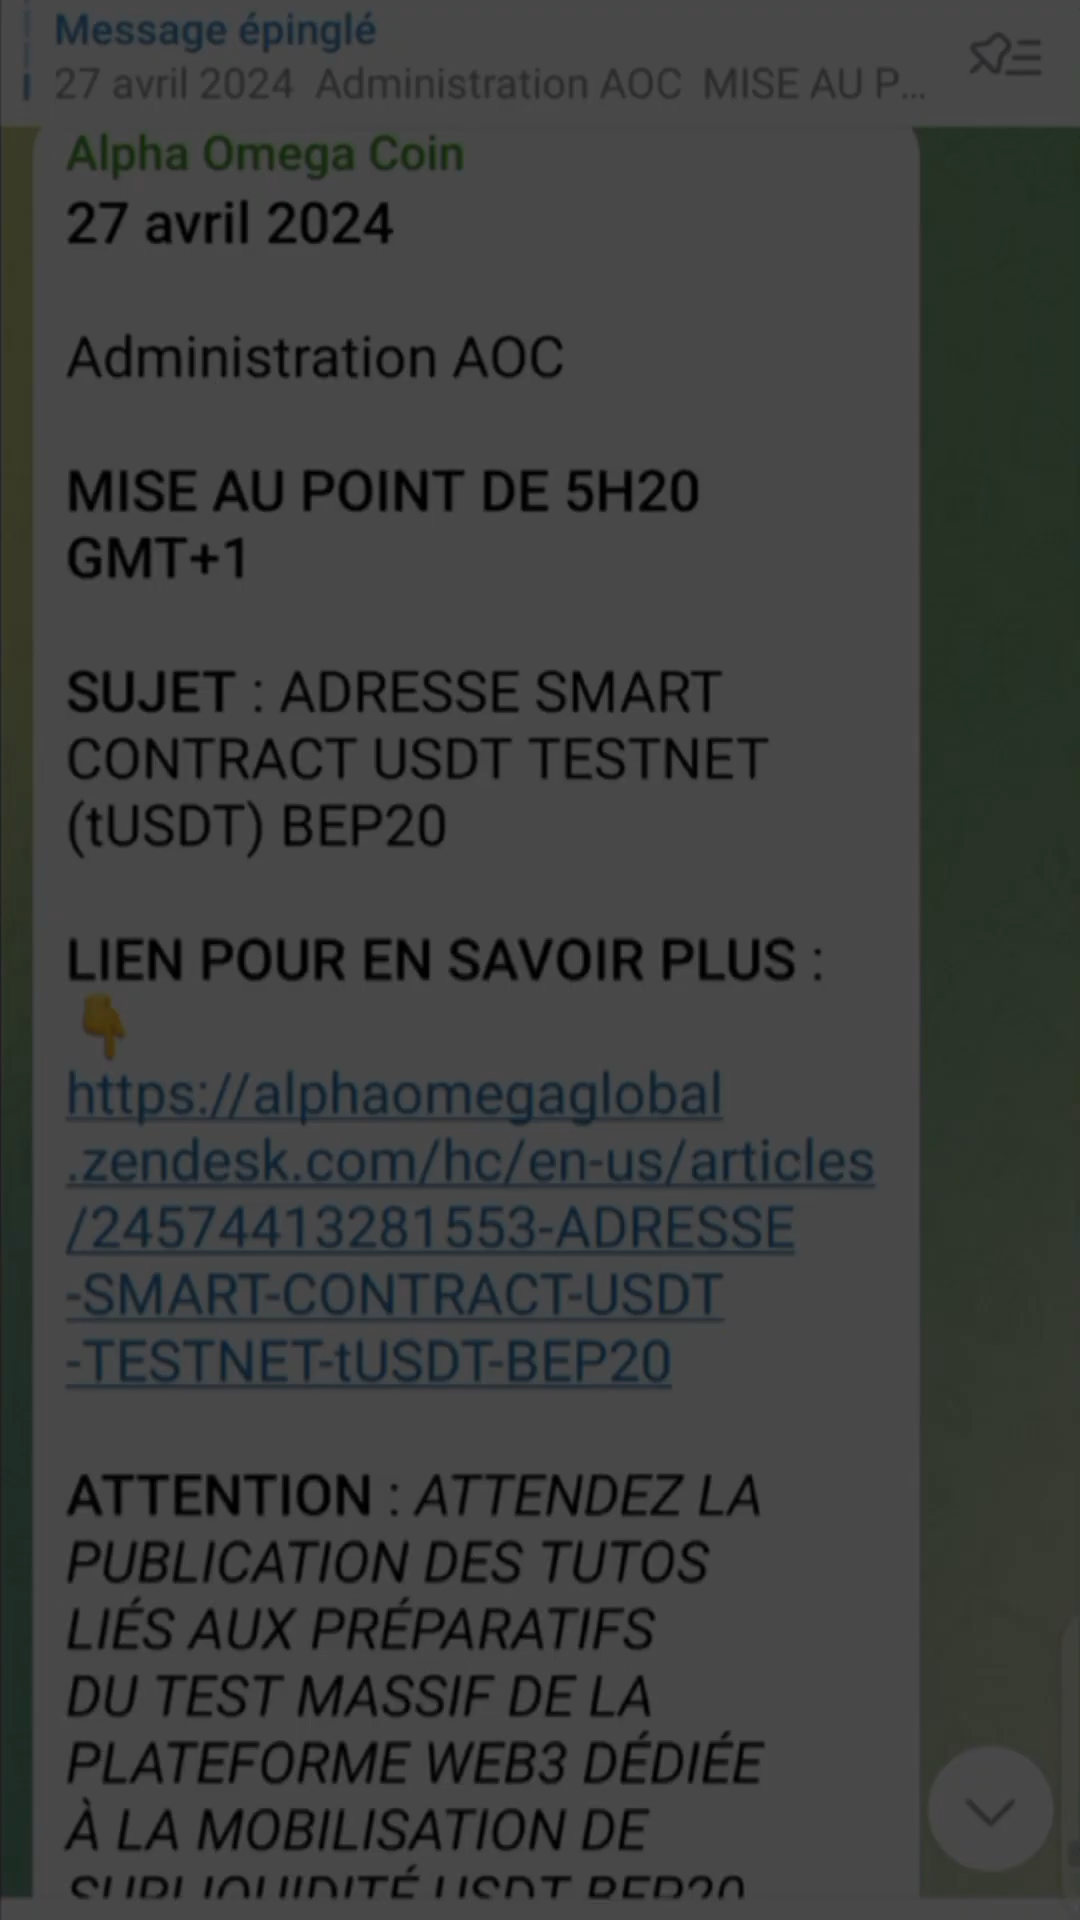 Message épinglé
27 avril 2024 Administration AOC MISE AU P...
Alpha Omega Coin
27 avril 2024
Administration AOC
MISE AU POINT DE 5H20
GMT+1
SUJET : ADRESSE SMART
CONTRACT USDT TESTNET
(tUSDT) BEP20
LIEN POUR EN SAVOIR PLUS :
👇
https://alphaomegaglobal
.zendesk.com/hc/en-us/articles
/24574413281553-ADRESSE
-SMART-CONTRACT-USDT
-TESTNET-tUSDT-BEP20
ATTENTION : ATTENDEZ LA
PUBLICATION DES TUTOS
LIÉS AUX PRÉPARATIFS
DU TEST MASSIF DE LA
PLATEFORME WEB3 DÉDIÉE
À LA MOBILISATION DE
SURLIQUIDITÉ USDT BEP20